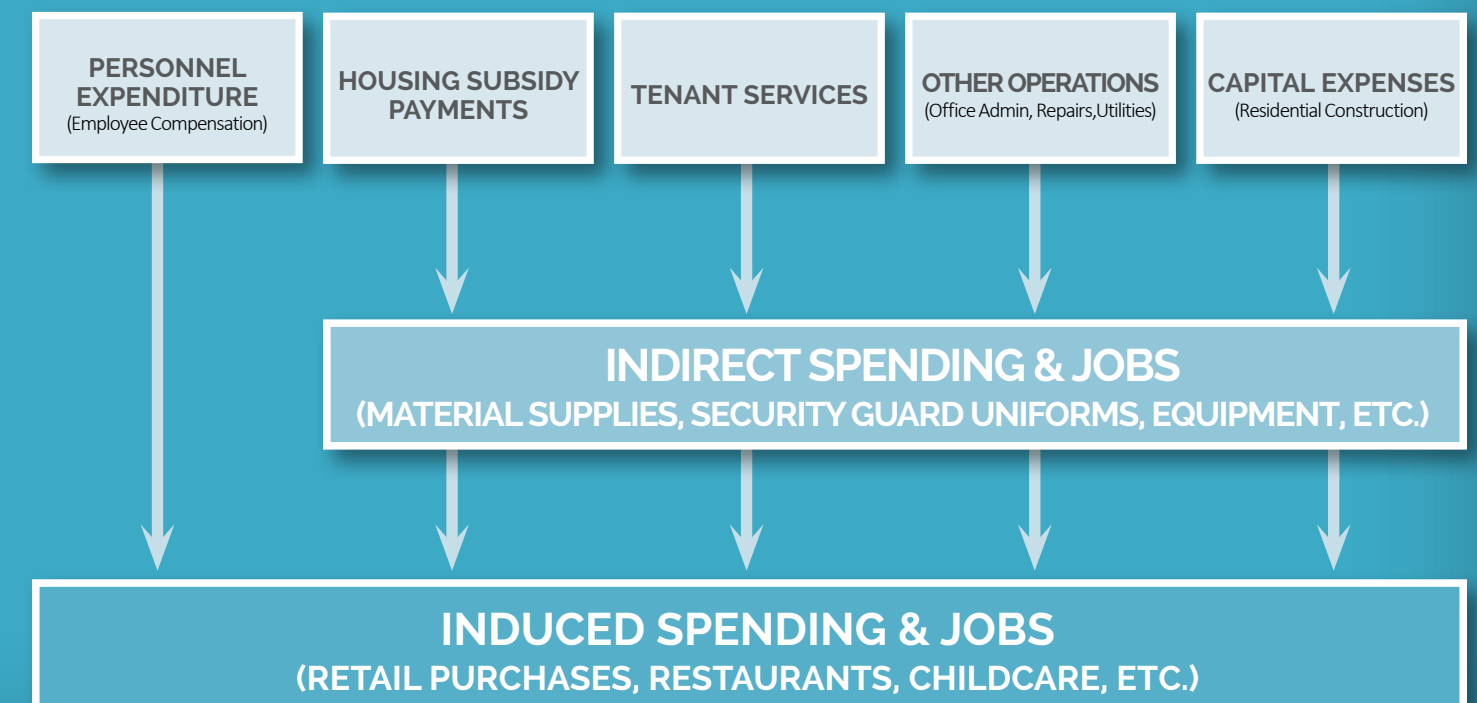 PERSONNEL
EXPENDITURE
(Employee Compensation)
HOUSING SUBSIDY
PAYMENTS
TENANT SERVICES
OTHER OPERATIONS
(Office Admin, Repairs,Utilities)
CAPITAL EXPENSES
(Residential Construction)
INDIRECT SPENDING & JOBS
(MATERIAL SUPPLIES, SECURITY GUARD UNIFORMS, EQUIPMENT, ETC.)
INDUCED SPENDING & JOBS
(RETAIL PURCHASES, RESTAURANTS, CHILDCARE, ETC.)